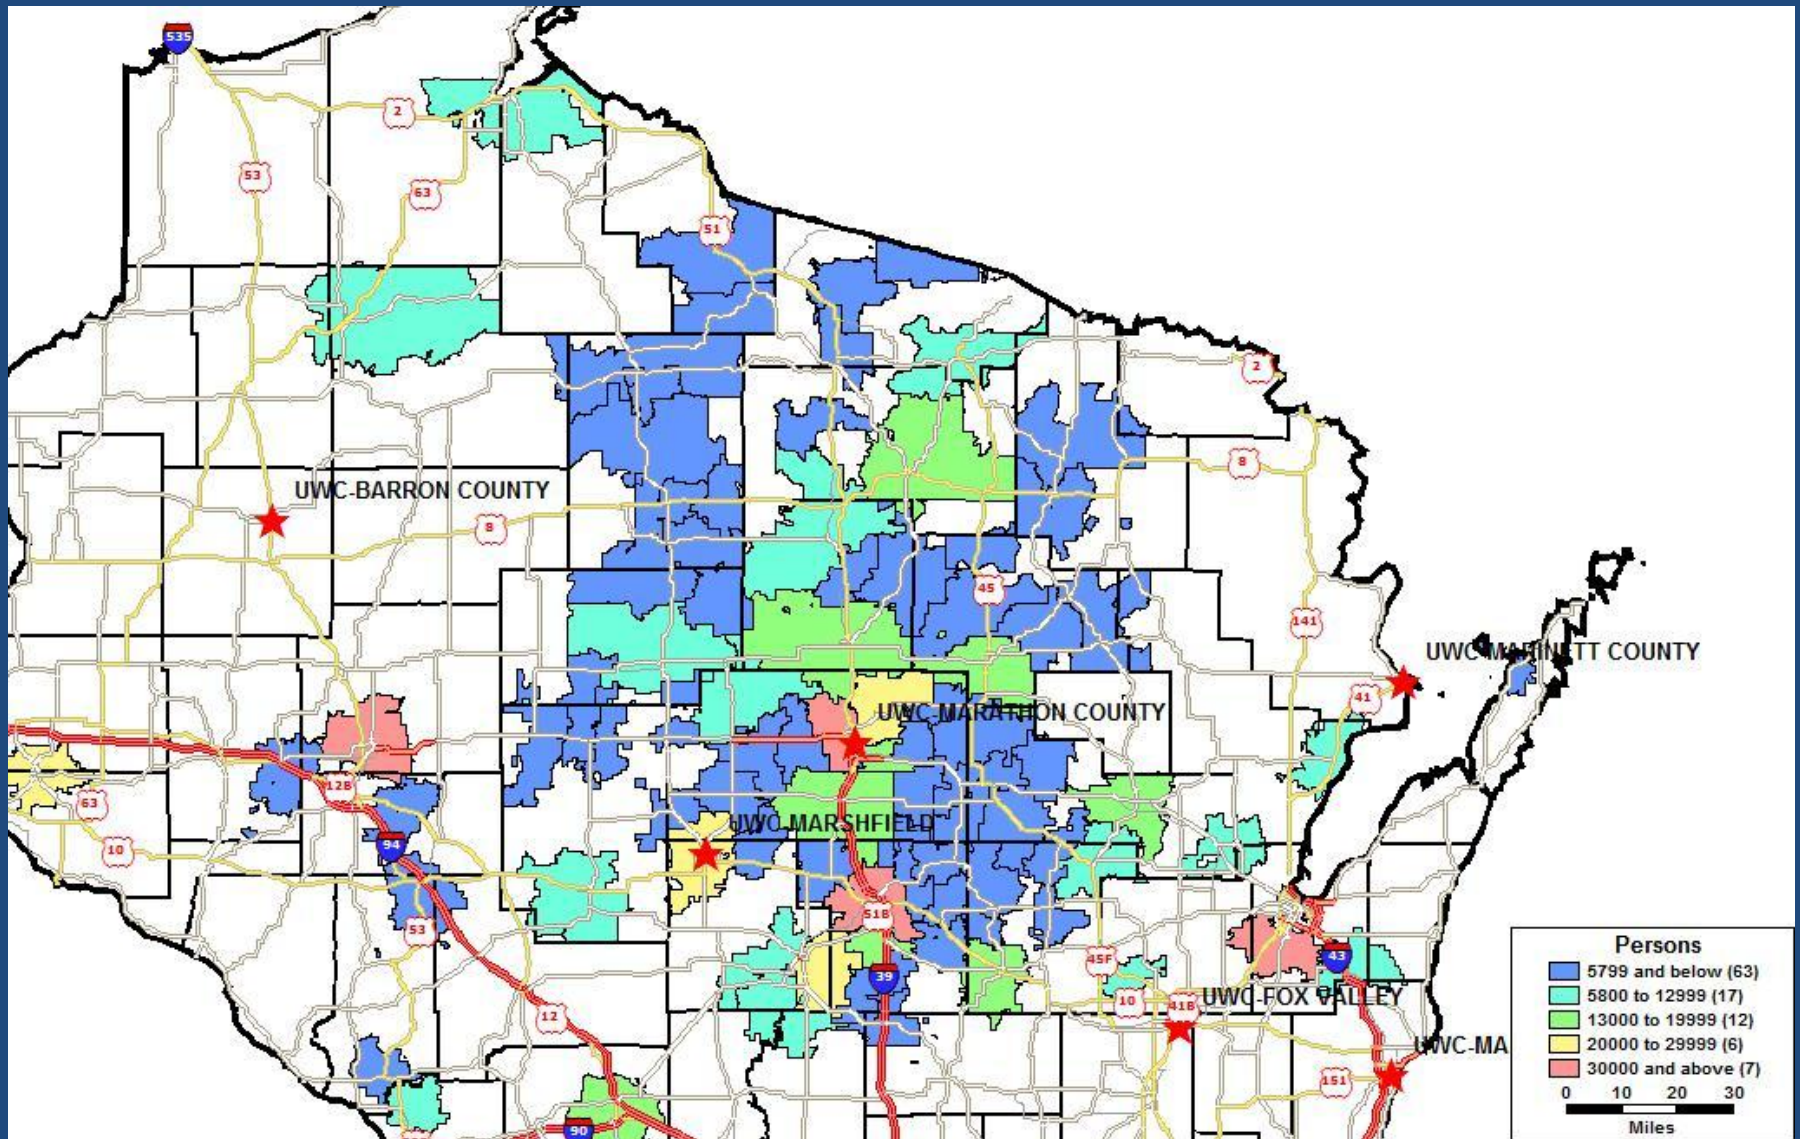 535
2
53
63
51
2
UWC-BARRON COUNTY
8
8
45
141
UWC-MARINETT COUNTY
41
UWC-MARATHON COUNTY
12B
63
UWC-MARSHFIELD
94
10
51B
53
45F
43
39
10
41B
UWC-FOX VALLEY
12
UWC-MA
151
90
Persons
5799 and below (63)
5800 to 12999 (17)
13000 to 19999 (12)
20000 to 29999 (6)
30000 and above (7)
0 10 20 30
Miles